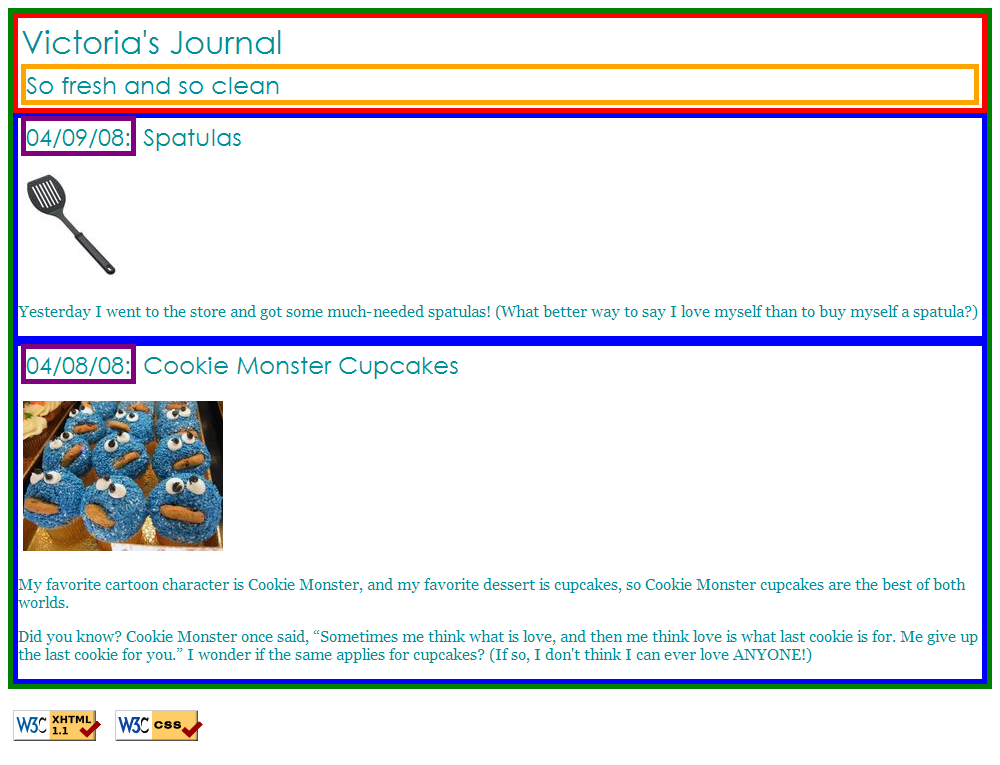 Victoria's Journal
So fresh and so clean
04/09/08: Spatulas
Yesterday I went to the store and got some much-needed spatulas! (What better way to say I love myself than to buy myself a spatula?)
04/08/08: Cookie Monster Cupcakes
My favorite cartoon character is Cookie Monster, and my favorite dessert is cupcakes, so Cookie Monster cupcakes are the best of both
worlds.
Did you know? Cookie Monster once said, “Sometimes me think what is love, and then me think love is what last cookie is for. Me give up
the last cookie for you.” I wonder if the same applies for cupcakes? (If so, I don't think I can ever love ANYONE!)
W3C XHTML 1.1 W3C CSS